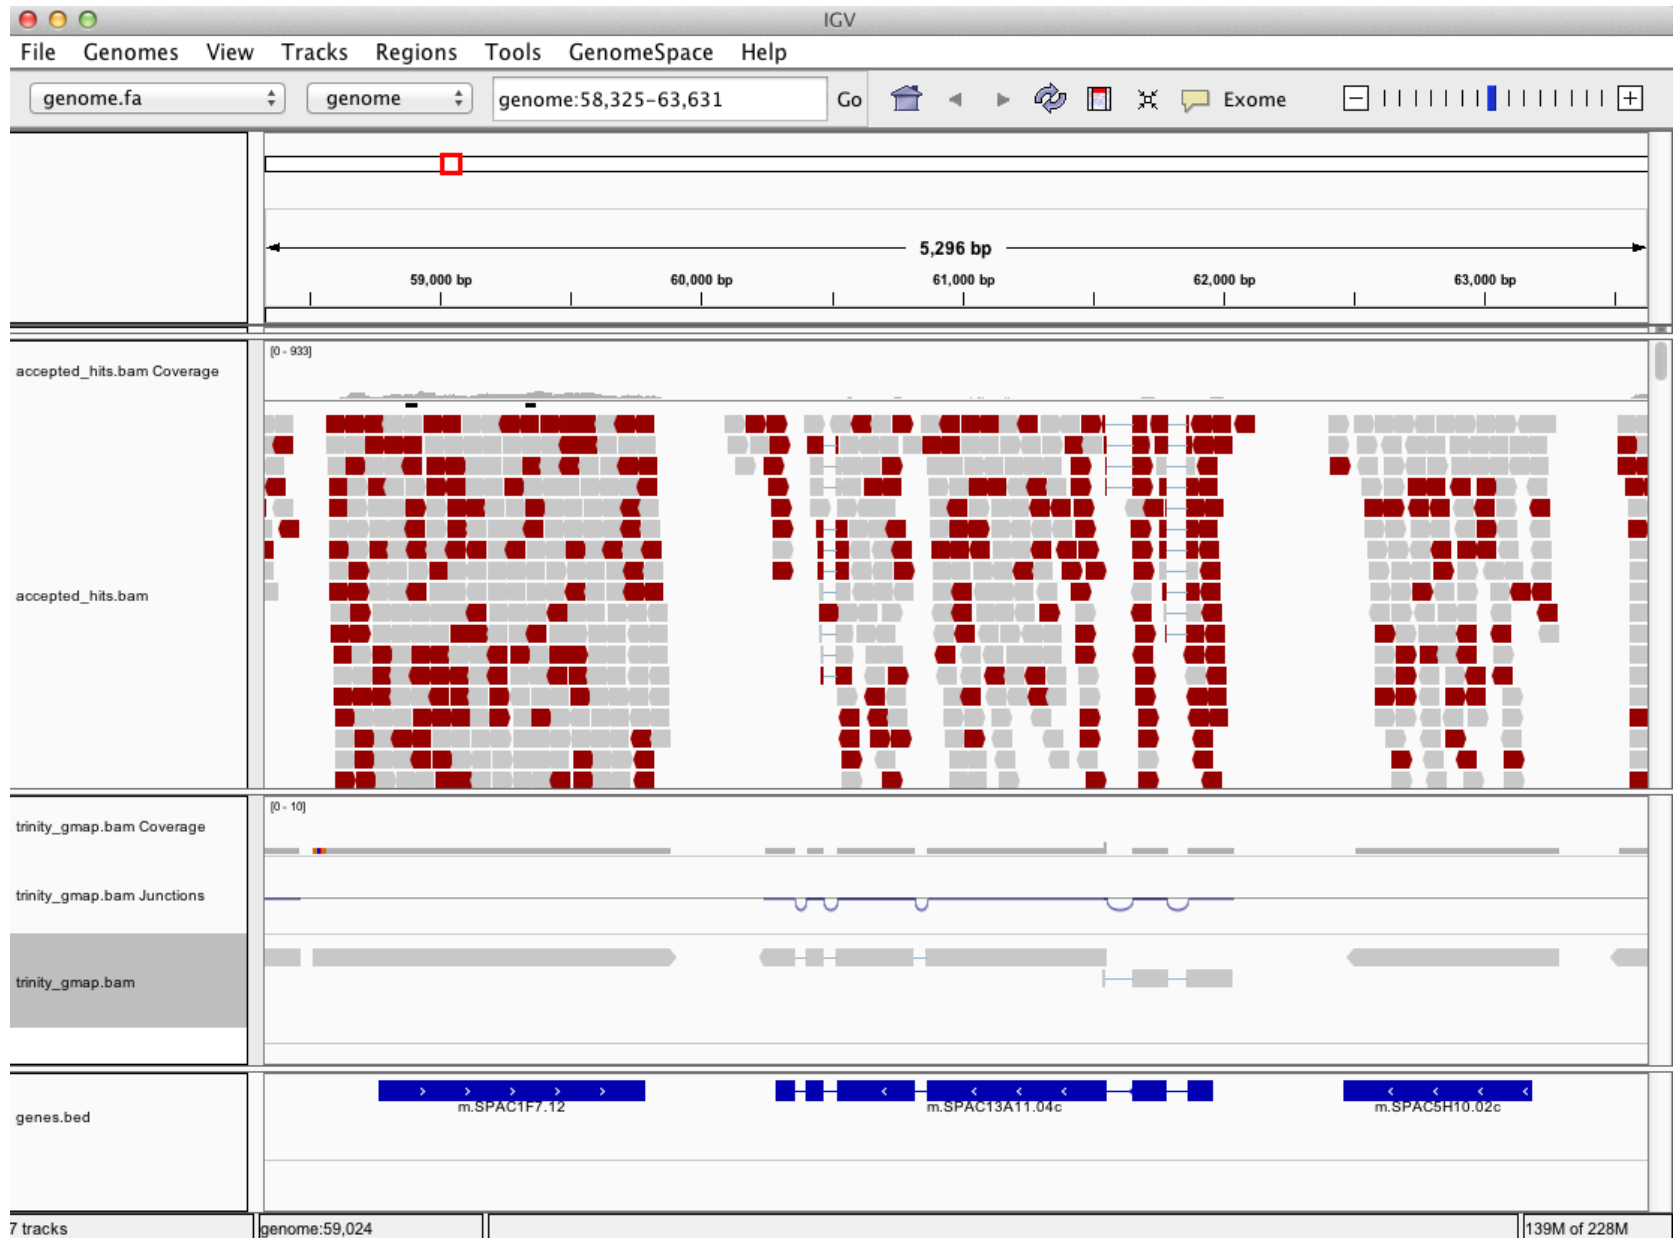 IGV
File Genomes View Tracks Regions Tools GenomeSpace Help
genome.fa genome genome:58,325-63,631 Go Exome
5,296 bp
59,000 bp 60,000 bp 61,000 bp 62,000 bp 63,000 bp
[0 - 933]
accepted_hits.bam Coverage
accepted_hits.bam
[0 - 10]
trinity_gmap.bam Coverage
trinity_gmap.bam Junctions
trinity_gmap.bam
genes.bed
m.SPAC1F7.12 m.SPAC13A11.04c m.SPAC5H10.02c
7 tracks genome:59,024 139M of 228M